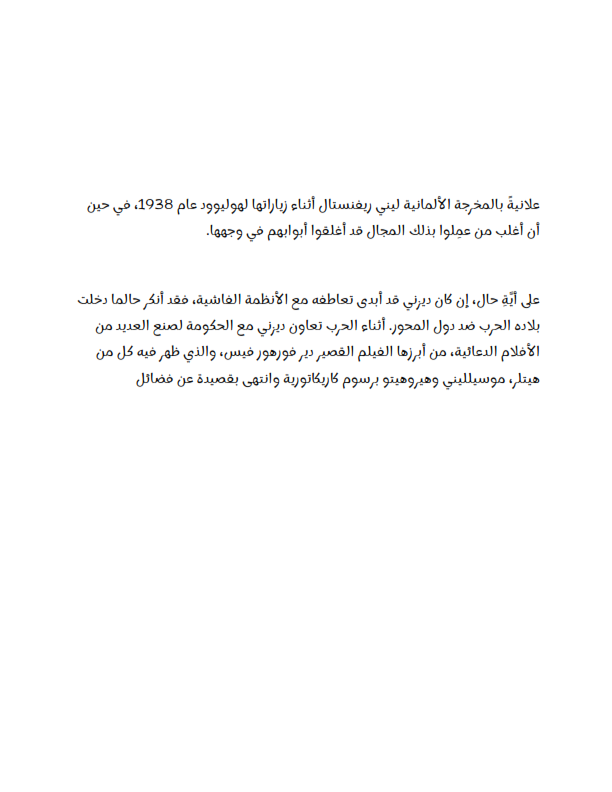 علانيةً بالمخرجة الألمانية ليني ريفنستال أثناء زياراتها لهوليوود عام 1938، في حين
أن أغلب من عمِلوا بذلك المجال قد أغلقوا أبوابهم في وجهها.
على أيَّةِ حال، إن كان ديزني قد أبدى تعاطفه مع الأنظمة الفاشية، فقد أنكر حالما دخلت
بلاده الحرب ضد دول المحور. أثناء الحرب تعاون ديزني مع الحكومة لصنع العديد من
الأفلام الدعائية، من أبرزها الفيلم القصير دير فورهور فيس، والذي ظهر فيه كل من
هيتلر، موسيلليني وهيروهيتو برسوم كاريكاتورية وانتهى بقصيدة عن فضائل